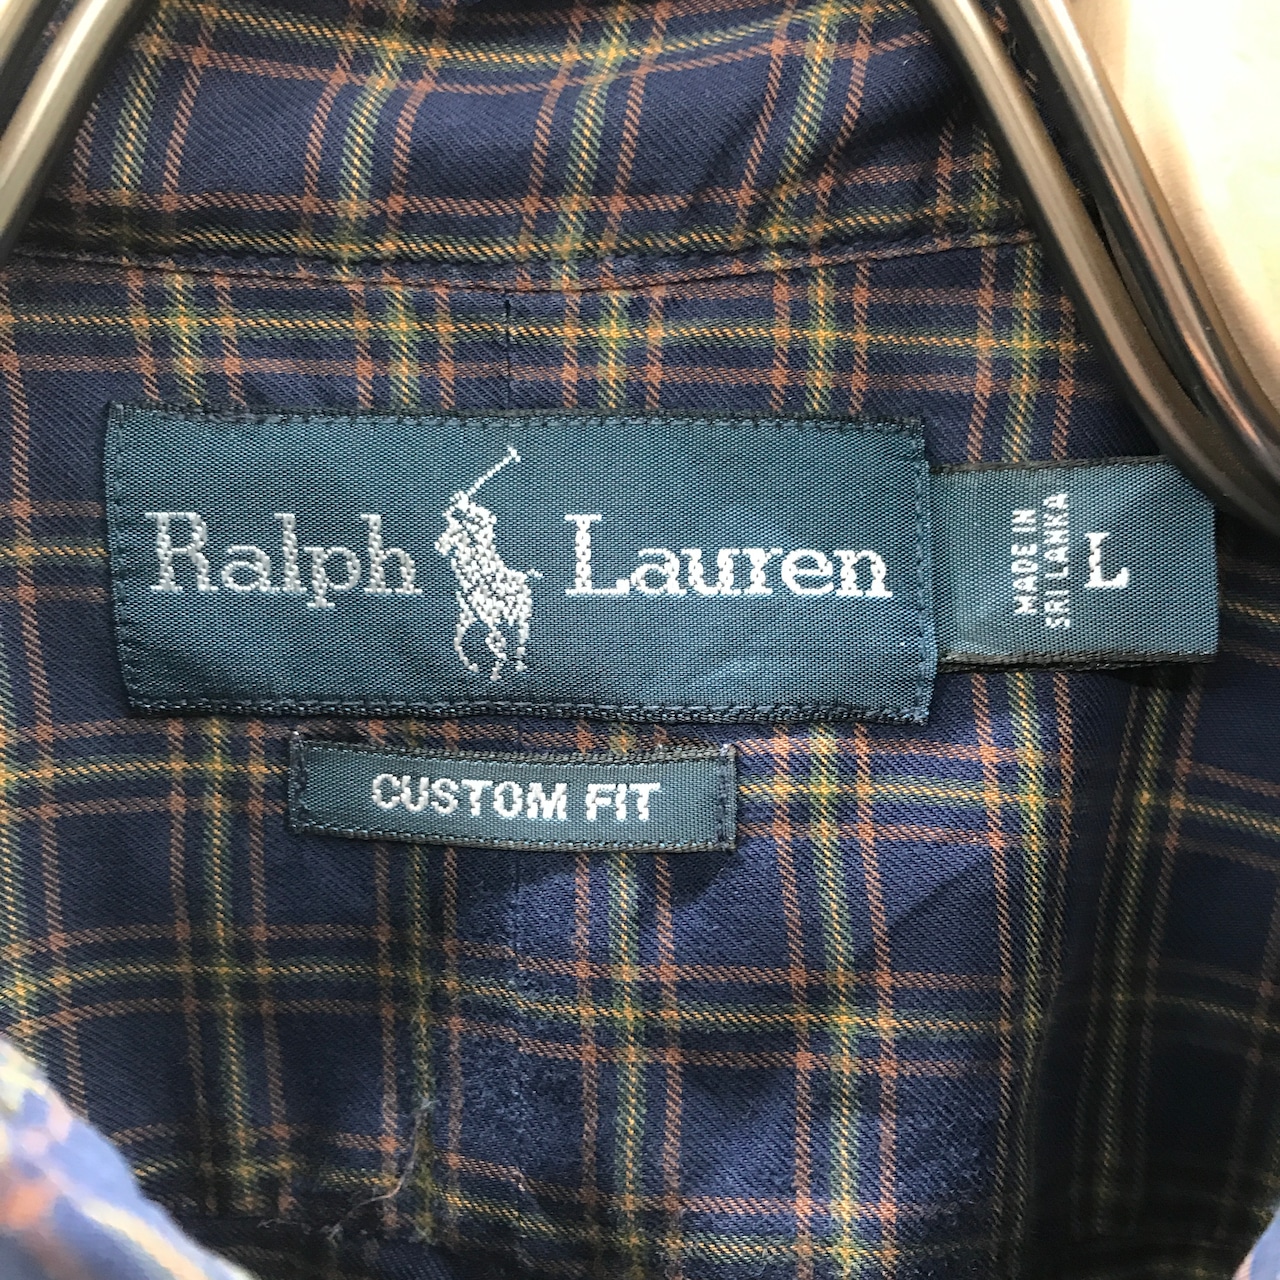 Ralph Lauren
MADE IN
SRI LANKA
L
CUSTOM FIT